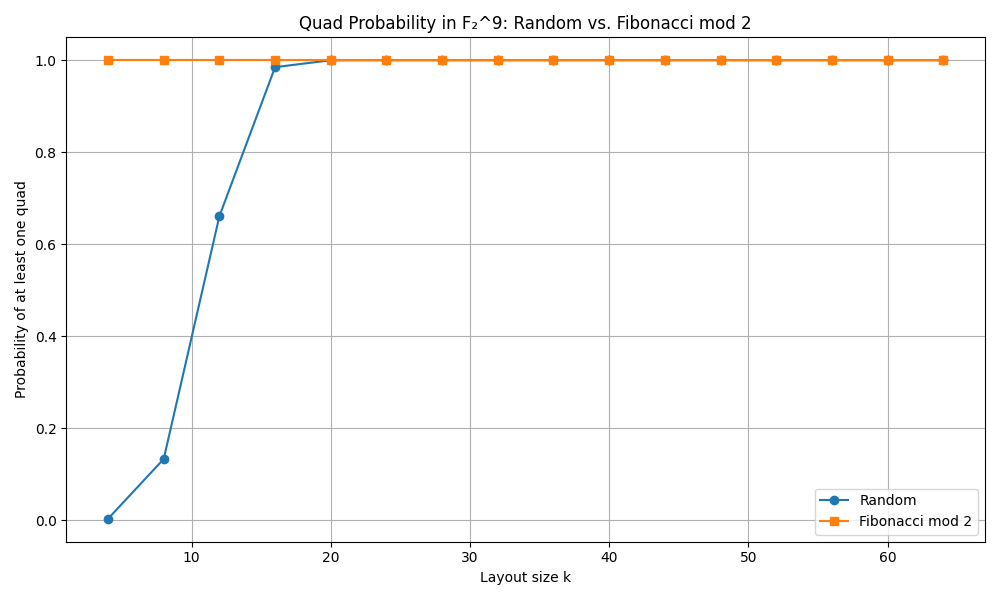 Quad Probability in F₂^9: Random vs. Fibonacci mod 2
Probability of at least one quad
1.0
0.8
0.6
0.4
0.2
0.0
10 20 30 40 50 60
Layout size k
Random
Fibonacci mod 2